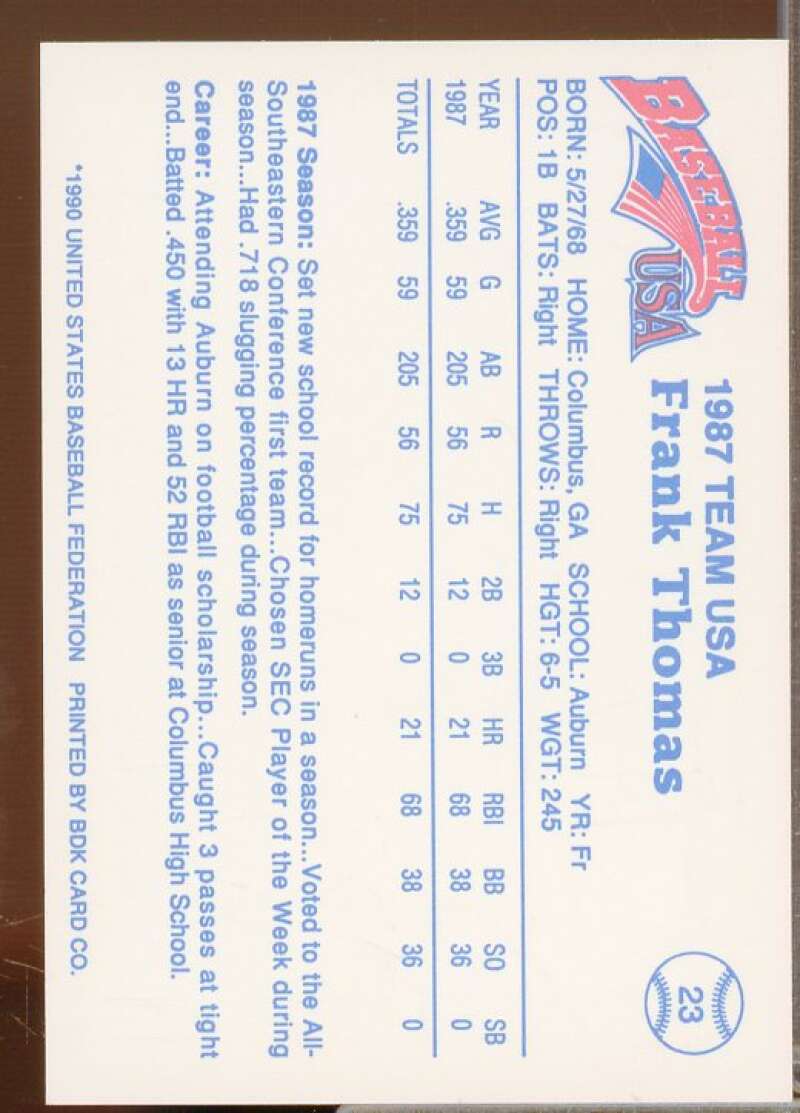 BASEBALL
USA
1987 TEAM USA
Frank Thomas
23
BORN: 5/27/68 HOME: Columbus, GA SCHOOL: Auburn YR: Fr
POS: 1B BATS: Right THROWS: Right HGT: 6-5 WGT: 245
YEAR AVG G AB R H 2B 3B HR RBI BB SO SB
1987 .359 59 205 56 75 12 0 21 68 38 36 0
TOTALS .359 59 205 56 75 12 0 21 68 38 36 0
1987 Season: Set new school record for homeruns in a season...Voted to the All-
Southeastern Conference first team...Chosen SEC Player of the Week during
season...Had .718 slugging percentage during season.
Career: Attending Auburn on football scholarship...Caught 3 passes at tight
end...Batted .450 with 13 HR and 52 RBI as senior at Columbus High School.
*1990 UNITED STATES BASEBALL FEDERATION PRINTED BY BDK CARD CO.